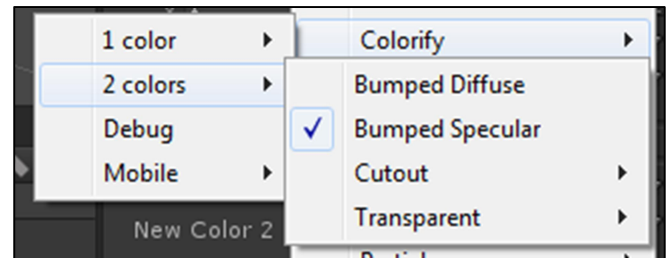 1 color
2 colors
Debug
Mobile
Colorify
Bumped Diffuse
Bumped Specular
Cutout
Transparent
New Color 2